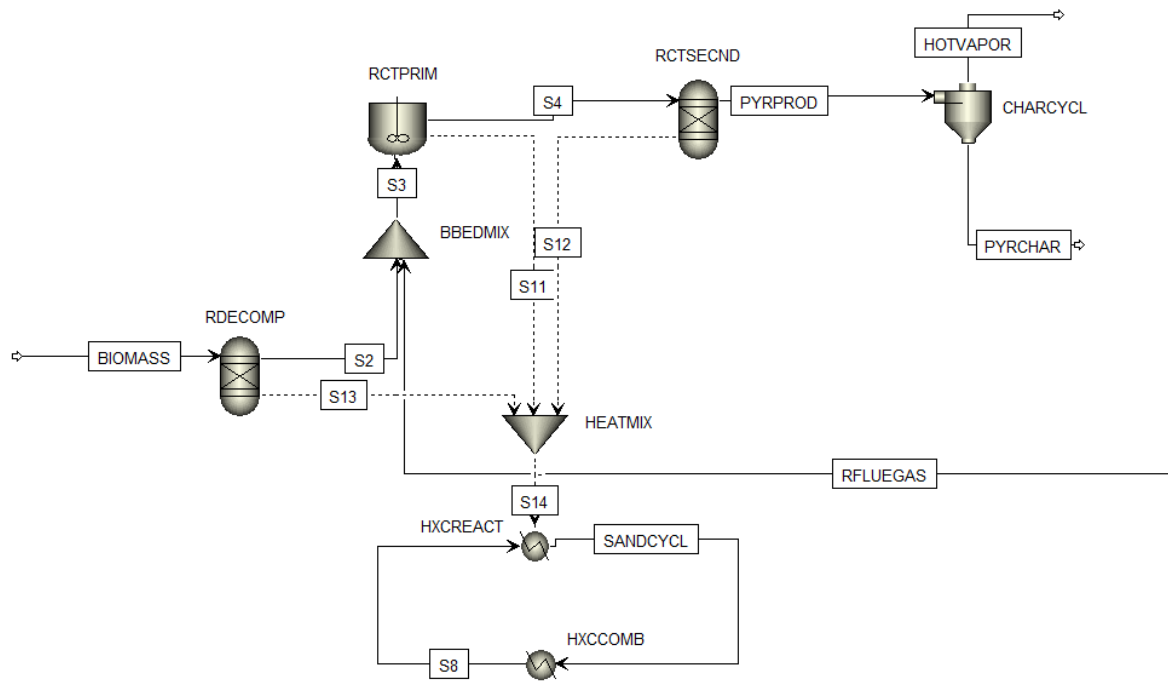 HOTVAPOR
RCTSECND
RCTPRIM
S4
PYRPROD
CHARCYCL
S3
BBEDMIX
S12
PYRCHAR
S11
RDECOMP
BIOMASS
S2
S13
HEATMIX
RFLUEGAS
S14
HXCREACT
SANDCYCL
HXCCOMB
S8